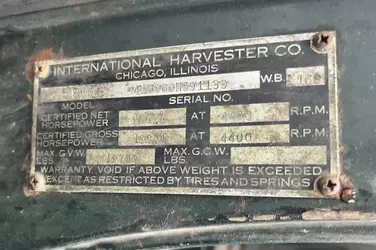 INTERNATIONAL HARVESTER CO.
CHICAGO, ILLINOIS
W.B.
MODEL SERIAL NO.
CERTIFIED NET HORSEPOWER AT R.P.M.
CERTIFIED GROSS HORSEPOWER AT 4400 R.P.M.
MAX. G.V.W. LBS. MAX. G.C.W. LBS.
WARRANTY VOID IF ABOVE WEIGHT IS EXCEEDED
EXCEPT AS RESTRICTED BY TIRES AND SPRINGS